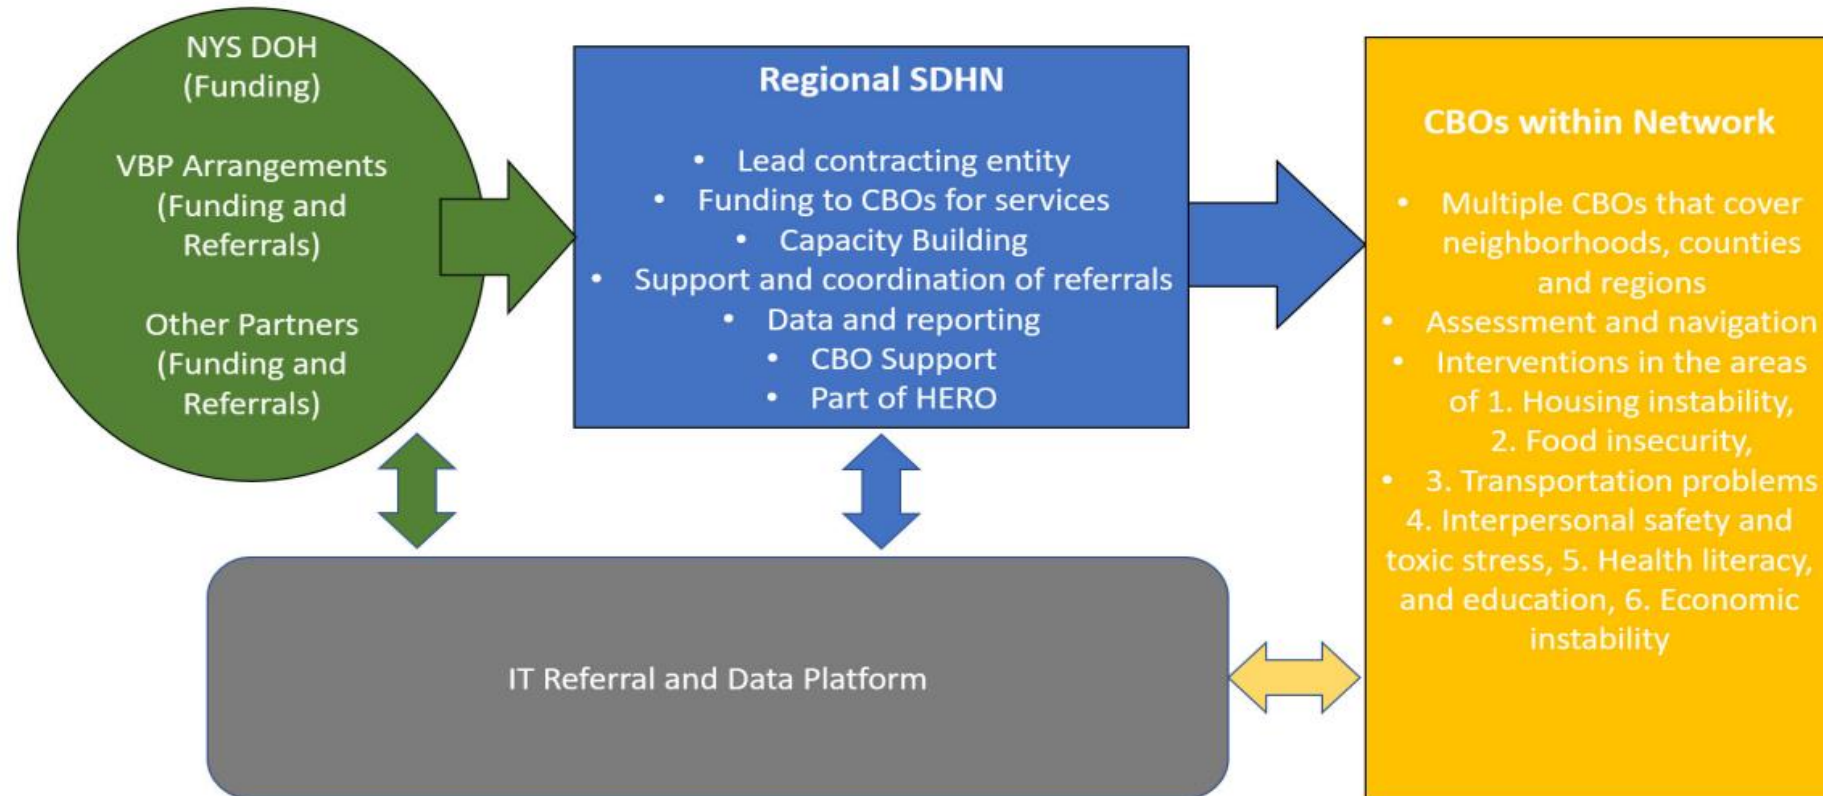 NYS DOH
(Funding)
VBP Arrangements
(Funding and
Referrals)
Other Partners
(Funding and
Referrals)
Regional SDHN
• Lead contracting entity
• Funding to CBOs for services
• Capacity Building
• Support and coordination of referrals
• Data and reporting
• CBO Support
• Part of HERO
CBOs within Network
• Multiple CBOs that cover
neighborhoods, counties
and regions
• Assessment and navigation
• Interventions in the areas
of 1. Housing instability,
2. Food insecurity,
• 3. Transportation problems
4. Interpersonal safety and
toxic stress, 5. Health literacy,
and education, 6. Economic
instability
IT Referral and Data Platform